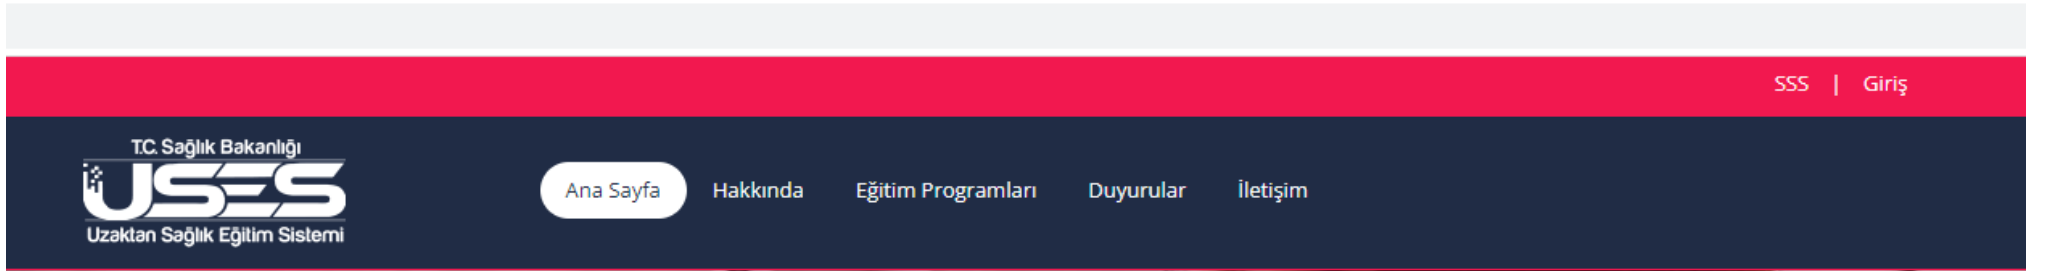 SSS | Giriş
T.C. Sağlık Bakanlığı
USES
Uzaktan Sağlık Eğitim Sistemi
Ana Sayfa Hakkında Eğitim Programları Duyurular İletişim